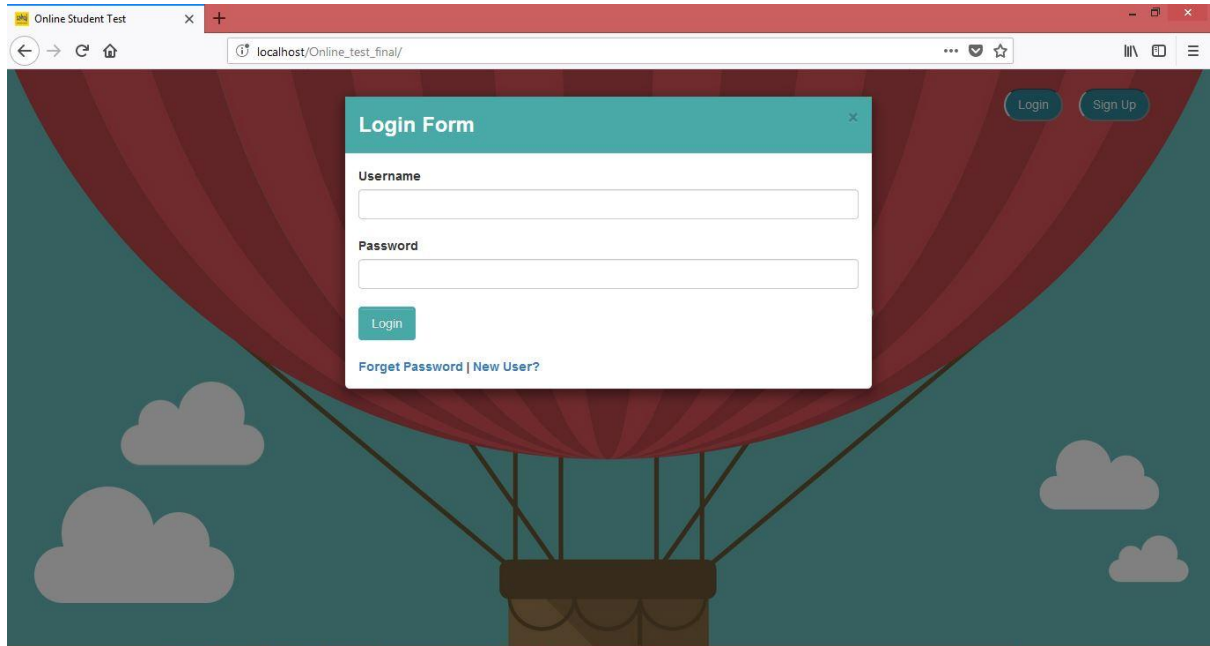 Online Student Test
localhost/Online_test_final/
Login Sign Up
Login Form
Username
Password
Login
Forget Password | New User?